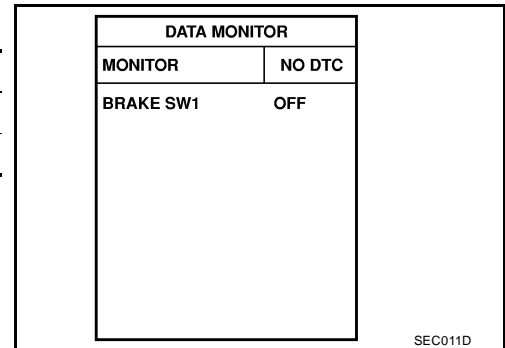 DATA MONITOR
MONITOR NO DTC
BRAKE SW1 OFF
SEC011D